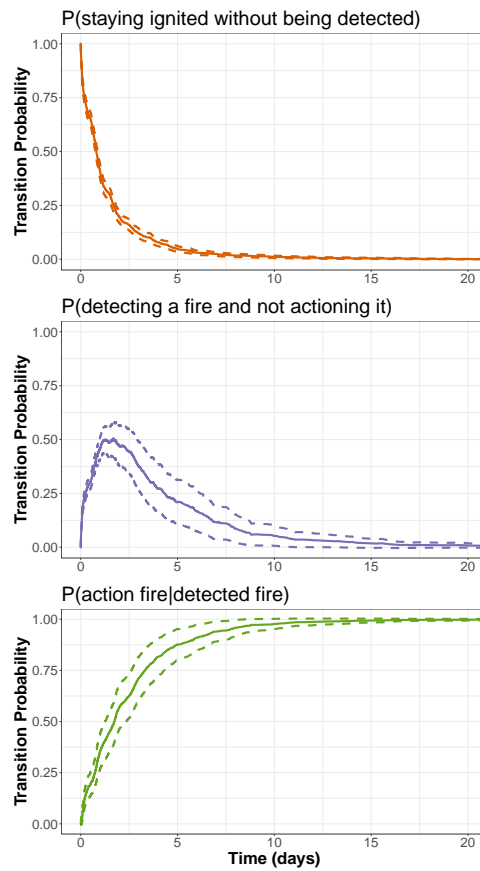 P(staying ignited without being detected)
Transition Probability
1.00
0.75
0.50
0.25
0.00
0 5 10 15 20
P(detecting a fire and not actioning it)
Transition Probability
1.00
0.75
0.50
0.25
0.00
0 5 10 15 20
P(action fire|detected fire)
Transition Probability
1.00
0.75
0.50
0.25
0.00
0 5 10 15 20
Time (days)